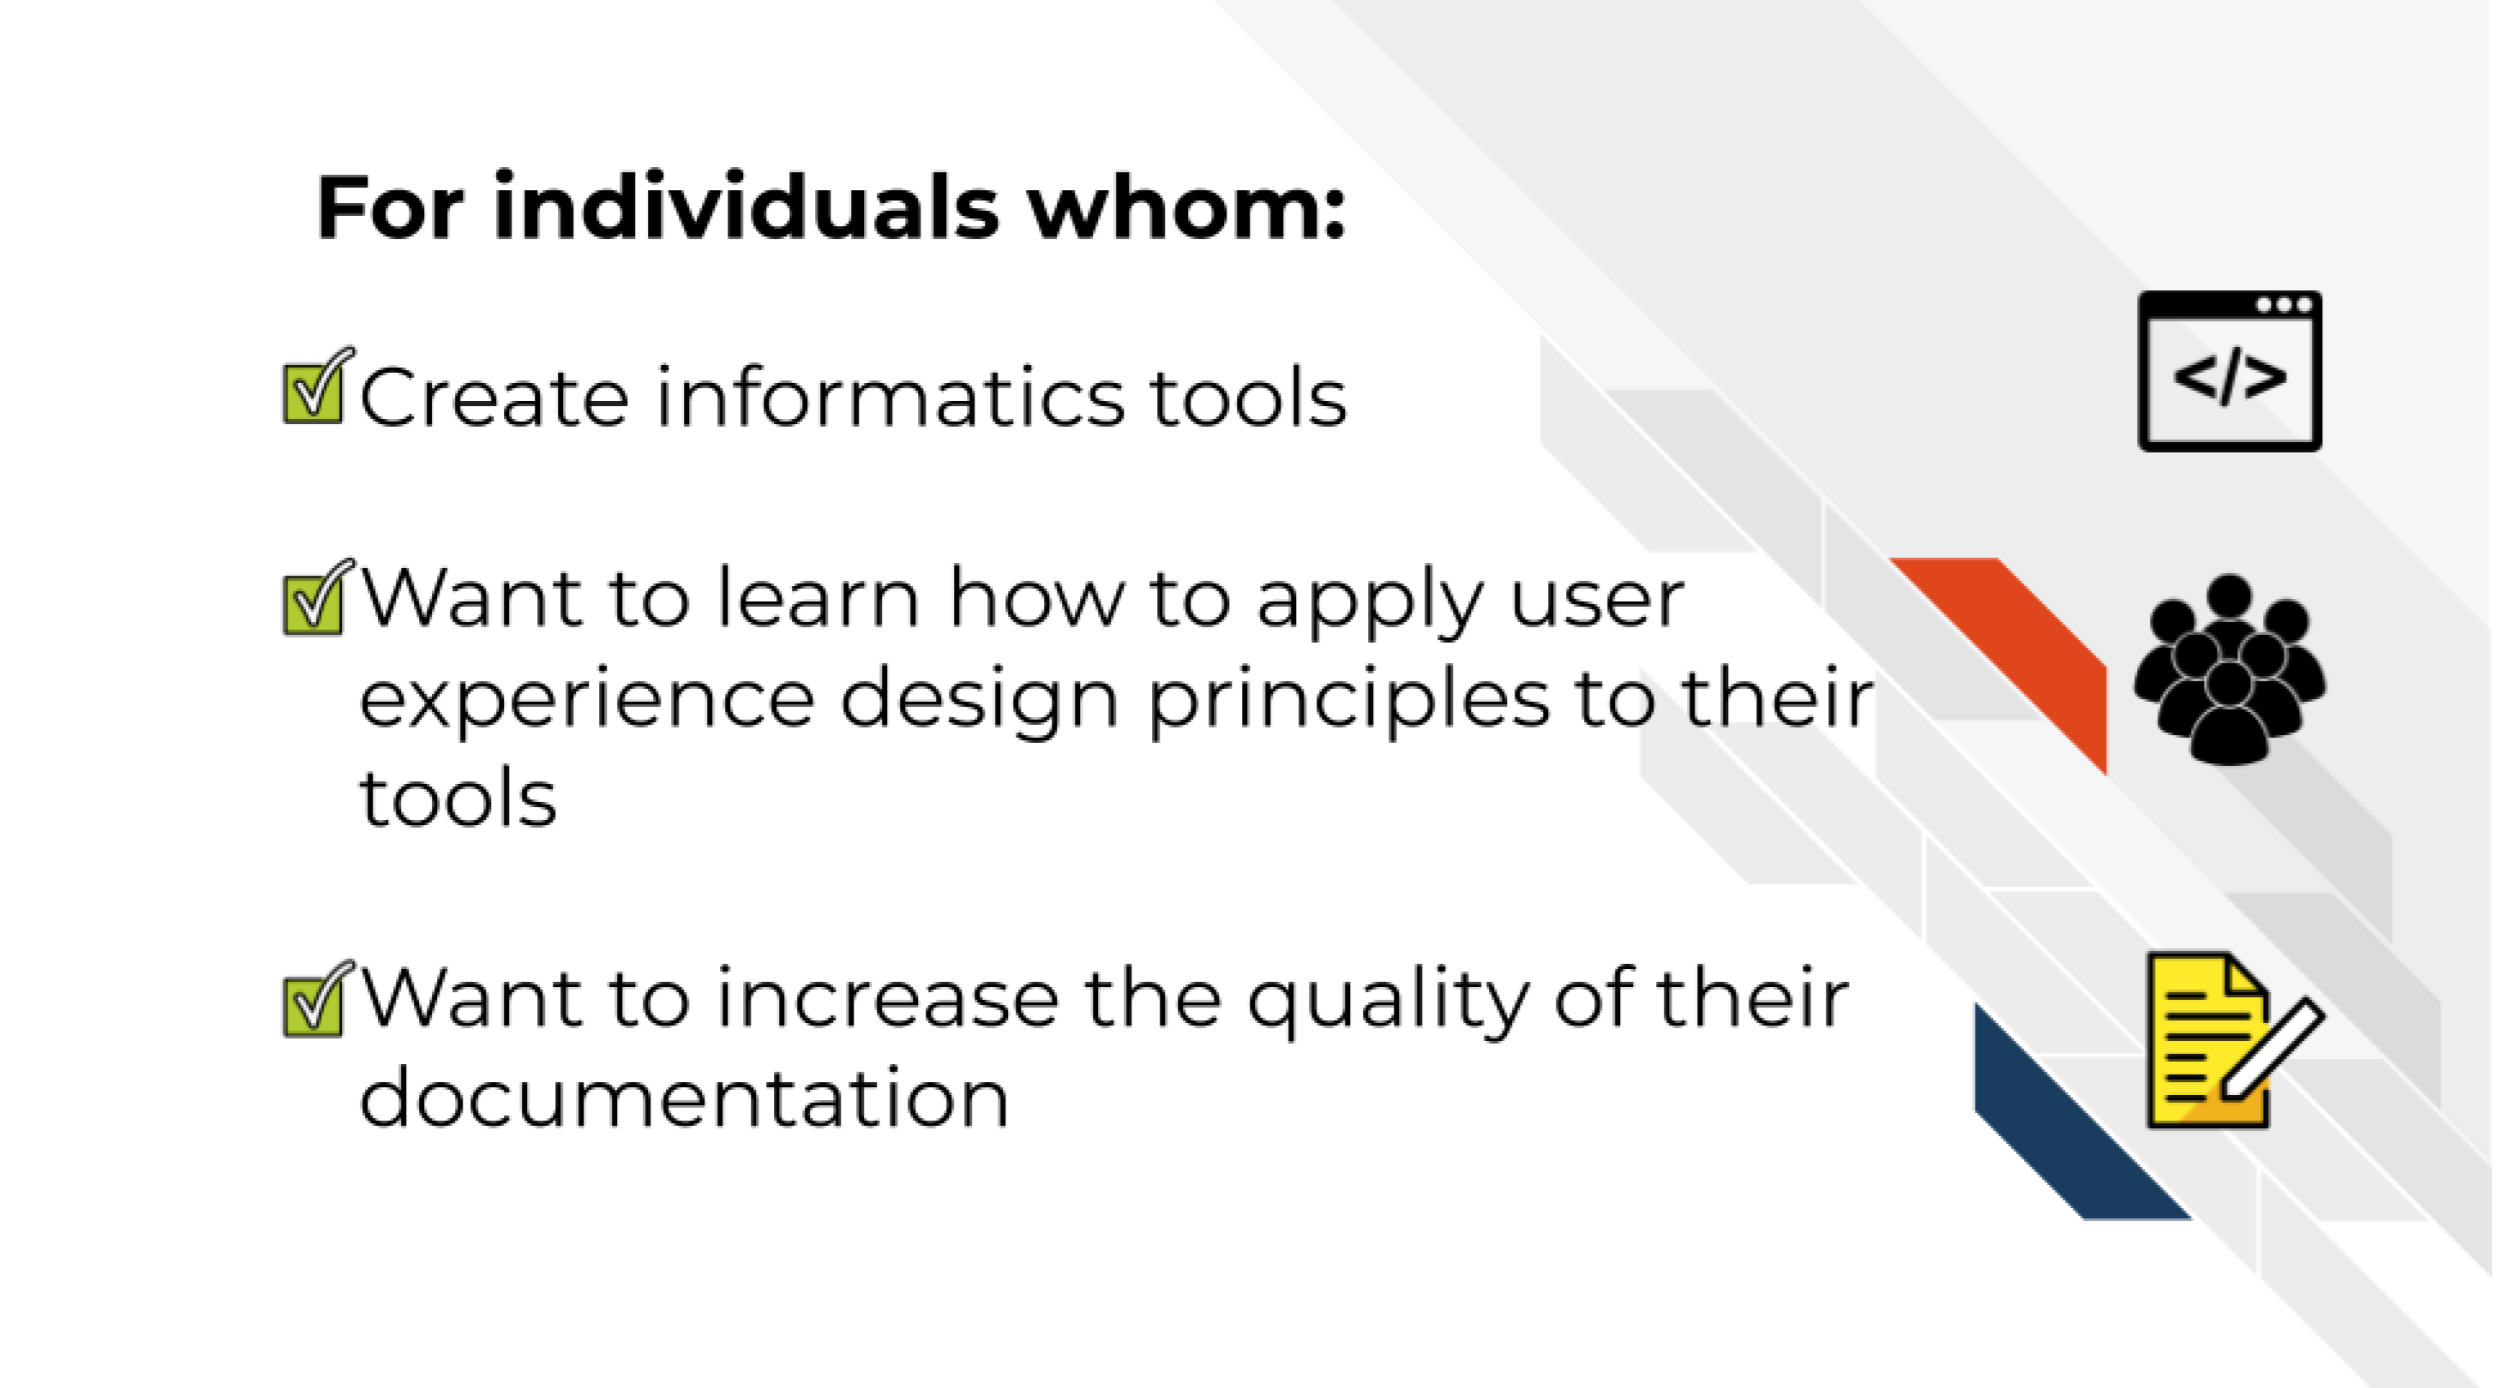 For individuals whom:
Create informatics tools
Want to learn how to apply user
experience design principles to their
tools
Want to increase the quality of their
documentation